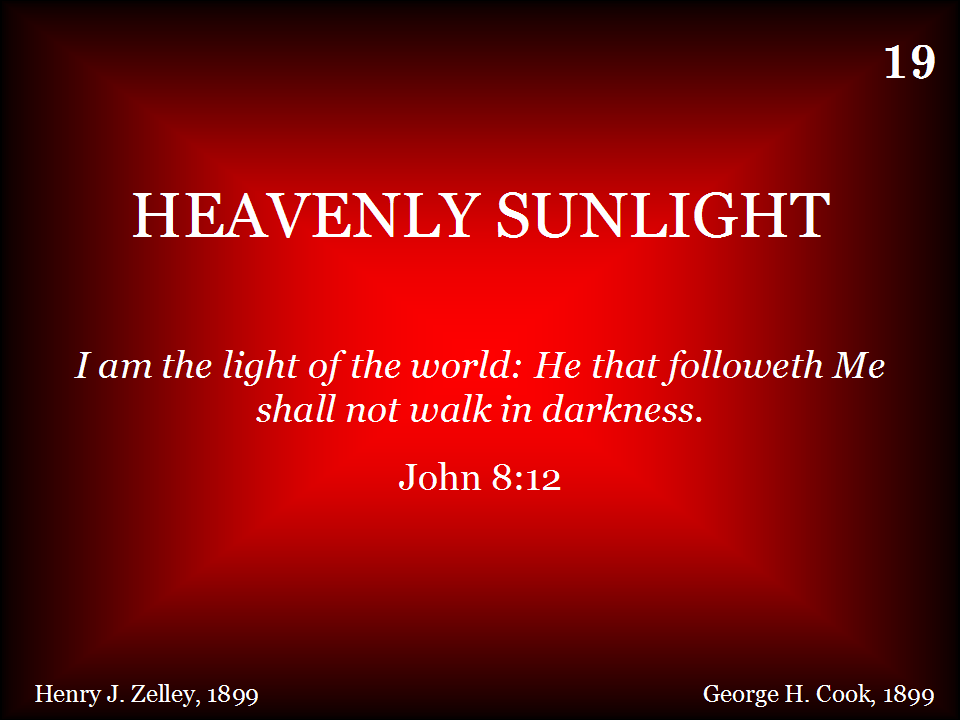 19
HEAVENLY SUNLIGHT
I am the light of the world: He that followeth Me
shall not walk in darkness.
John 8:12
Henry J. Zelley, 1899
George H. Cook, 1899